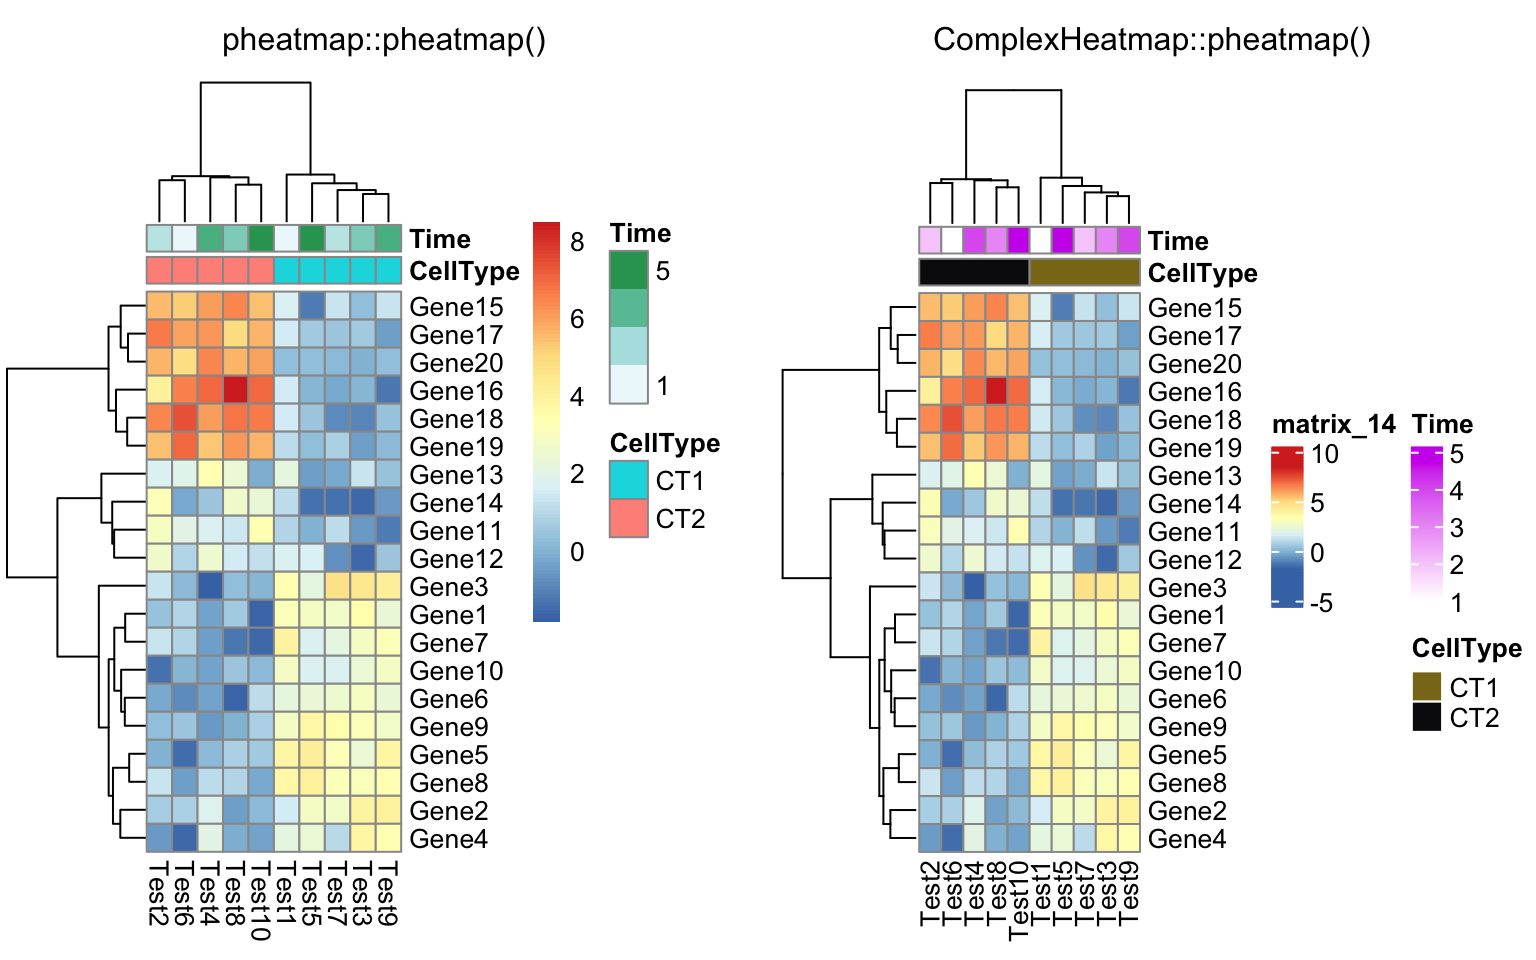 pheatmap::pheatmap()
Time
CellType
Gene15
Gene17
Gene20
Gene16
Gene18
Gene19
Gene13
Gene14
Gene11
Gene12
Gene3
Gene1
Gene7
Gene10
Gene6
Gene9
Gene5
Gene8
Gene2
Gene4
Test2
Test6
Test4
Test8
Test10
Test1
Test5
Test7
Test3
Test9
8
6
4
2
0
Time
5
1
CellType
CT1
CT2
ComplexHeatmap::pheatmap()
Time
CellType
Gene15
Gene17
Gene20
Gene16
Gene18
Gene19
Gene13
Gene14
Gene11
Gene12
Gene3
Gene1
Gene7
Gene10
Gene6
Gene9
Gene5
Gene8
Gene2
Gene4
Test2
Test6
Test4
Test8
Test10
Test1
Test5
Test7
Test3
Test9
matrix_14
10
5
0
-5
Time
5
4
3
2
1
CellType
CT1
CT2